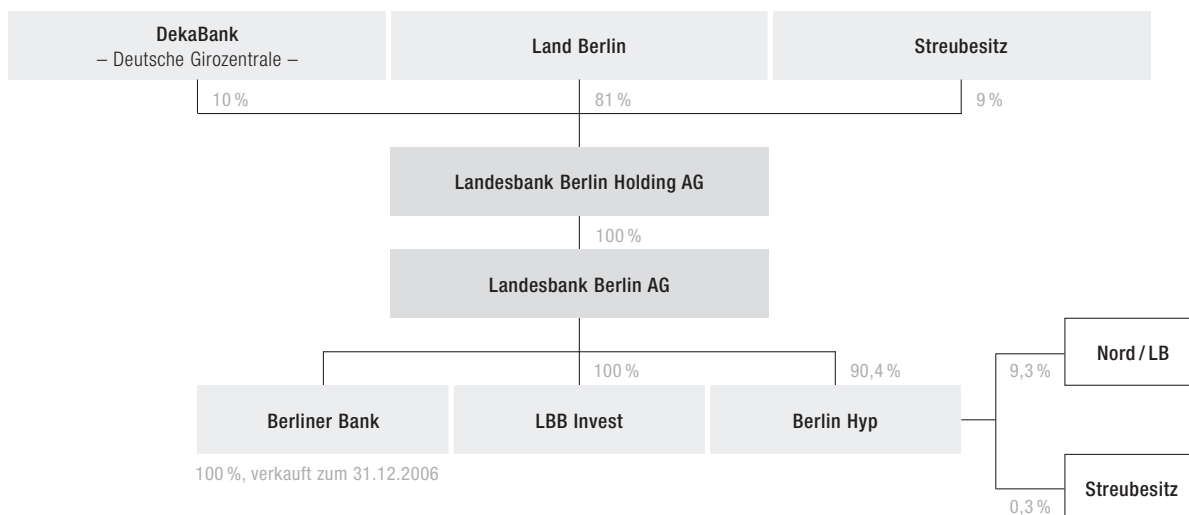 DekaBank
– Deutsche Girozentrale –
Land Berlin
Streubesitz
10 %
81 %
9 %
Landesbank Berlin Holding AG
100 %
Landesbank Berlin AG
Nord / LB
100 %
90,4 %
9,3 %
Berliner Bank
LBB Invest
Berlin Hyp
100 %, verkauft zum 31.12.2006
Streubesitz
0,3 %